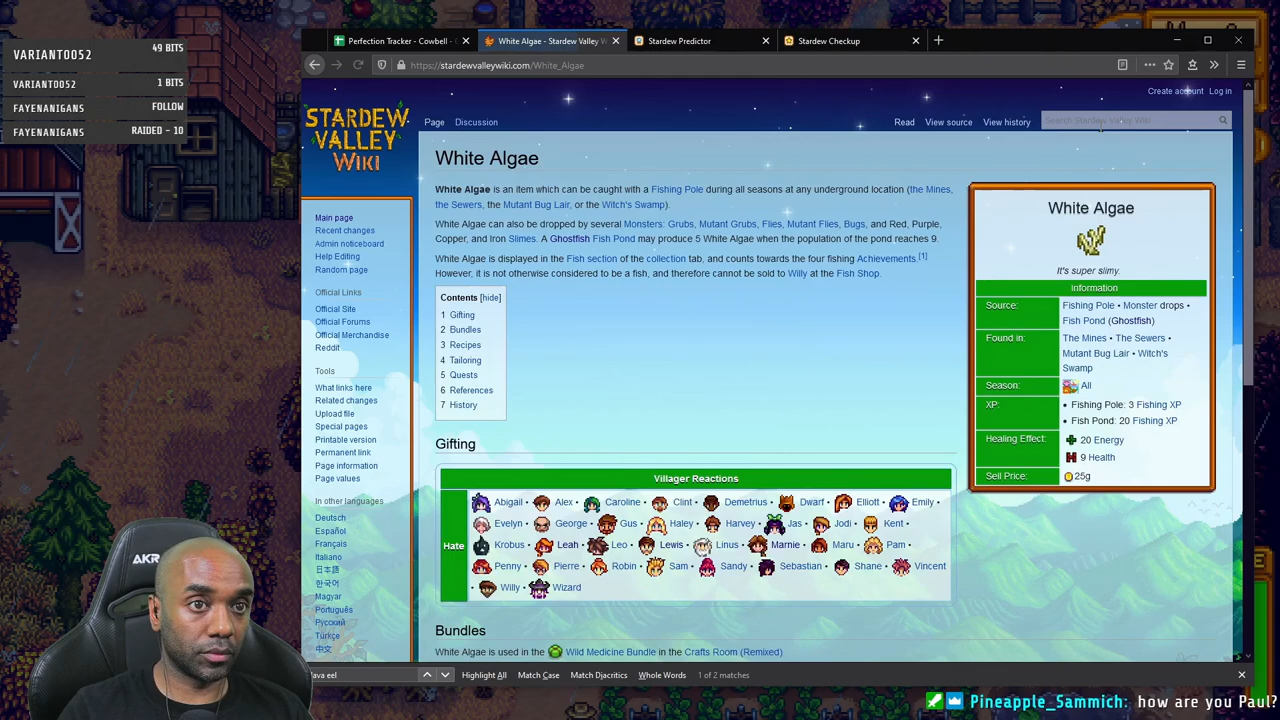 VARIANT0052 49 BITS
VARIANT0052 1 BITS
FAYENANIGANS FOLLOW
FAYENANIGANS RAIDED - 10
Perfection Tracker - Cowbell -
White Algae - Stardew Valley W
Stardew Predictor
Stardew Checkup
https://stardewvalleywiki.com/White_Algae
Create account Log in
STARDEW
VALLEY
WIKI
Page Discussion Read View source View history Search Stardew Valley Wiki
White Algae
White Algae is an item which can be caught with a Fishing Pole during all seasons at any underground location (the Mines,
the Sewers, the Mutant Bug Lair, or the Witch's Swamp).
White Algae can also be dropped by several Monsters: Grubs, Mutant Grubs, Flies, Mutant Flies, Bugs, and Red, Purple,
Copper, and Iron Slimes. A Ghostfish Fish Pond may produce 5 White Algae when the population of the pond reaches 9.
White Algae is displayed in the Fish section of the collection tab, and counts towards the four fishing Achievements.[1]
However, it is not otherwise considered to be a fish, and therefore cannot be sold to Willy at the Fish Shop.
Contents [hide]
1 Gifting
2 Bundles
3 Recipes
4 Tailoring
5 Quests
6 References
7 History
Gifting
Villager Reactions
Hate
Abigail • Alex • Caroline • Clint • Demetrius • Dwarf • Elliott • Emily •
Evelyn • George • Gus • Haley • Harvey • Jas • Jodi • Kent •
Krobus • Leah • Leo • Lewis • Linus • Marnie • Maru • Pam •
Penny • Pierre • Robin • Sam • Sandy • Sebastian • Shane • Vincent
• Willy • Wizard
Bundles
White Algae is used in the Wild Medicine Bundle in the Crafts Room (Remixed)
White Algae
It's super slimy.
Information
Source: Fishing Pole • Monster drops •
Fish Pond (Ghostfish)
Found in: The Mines • The Sewers •
Mutant Bug Lair • Witch's
Swamp
Season: All
XP: • Fishing Pole: 3 Fishing XP
• Fish Pond: 20 Fishing XP
Healing Effect: 20 Energy
9 Health
Sell Price: 25g
Main page
Recent changes
Admin noticeboard
Help Editing
Random page
Official Links
Official Site
Official Forums
Official Merchandise
Reddit
Tools
What links here
Related changes
Upload file
Special pages
Printable version
Permanent link
Page information
Page values
In other languages
Deutsch
Español
Français
Italiano
日本語
한국어
Magyar
Português
Русский
Türkçe
中文
lava eel Highlight All Match Case Match Diacritics Whole Words 1 of 2 matches
AKR
Pineapple_Sammich: how are you Paul?